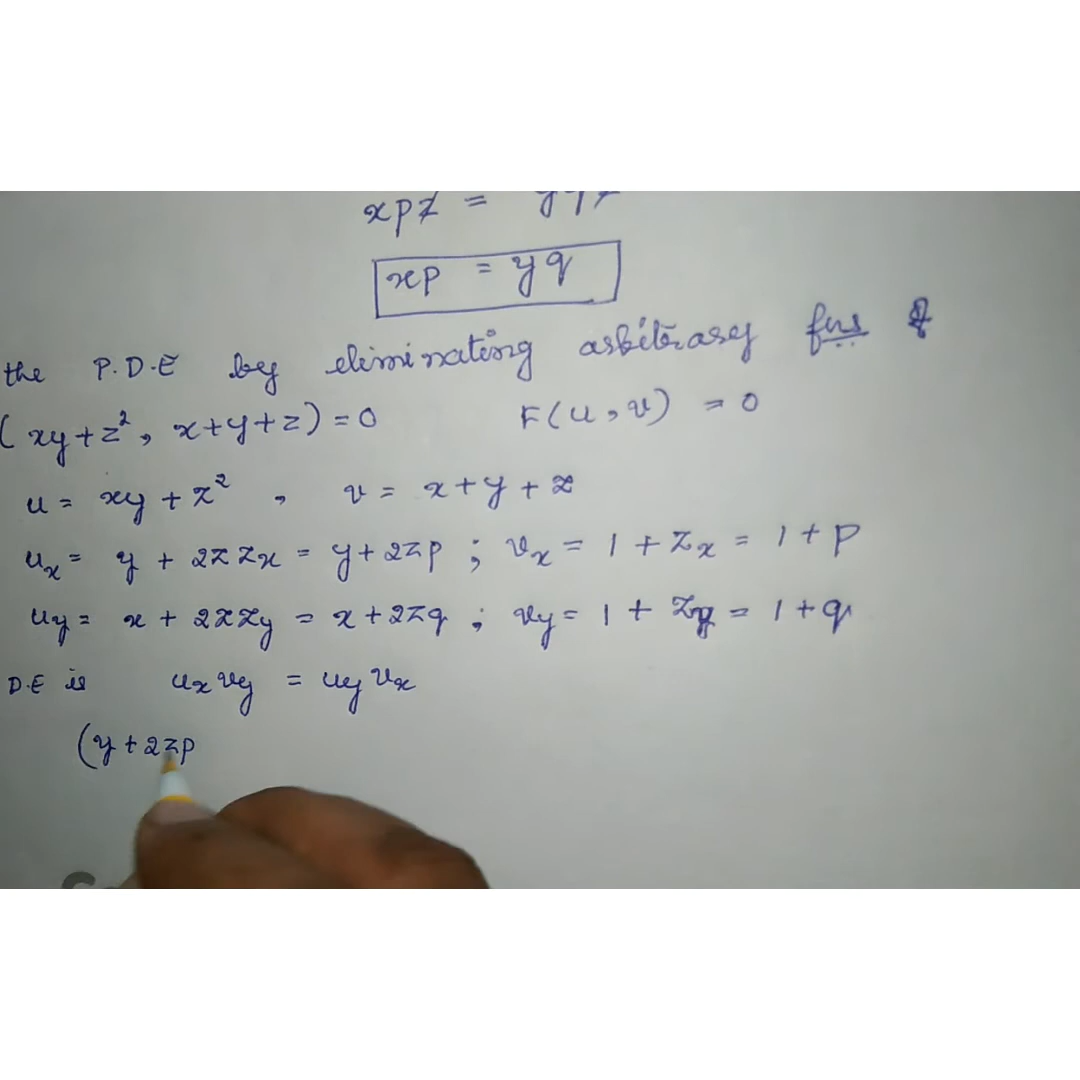 xpz =
xp = yq
the P.D.E by eliminating arbitrary fns
( xy+z², x+y+z ) = 0 F(u,v) = 0
u = xy + z² , v = x+y+z
uₓ = y + 2z zₓ = y+2zp ; vₓ = 1 + zₓ = 1+p
uy = x + 2z zy = x+2zq ; vy = 1 + zy = 1+q
D.E is uₓ vy = uy vₓ
(y+2zp